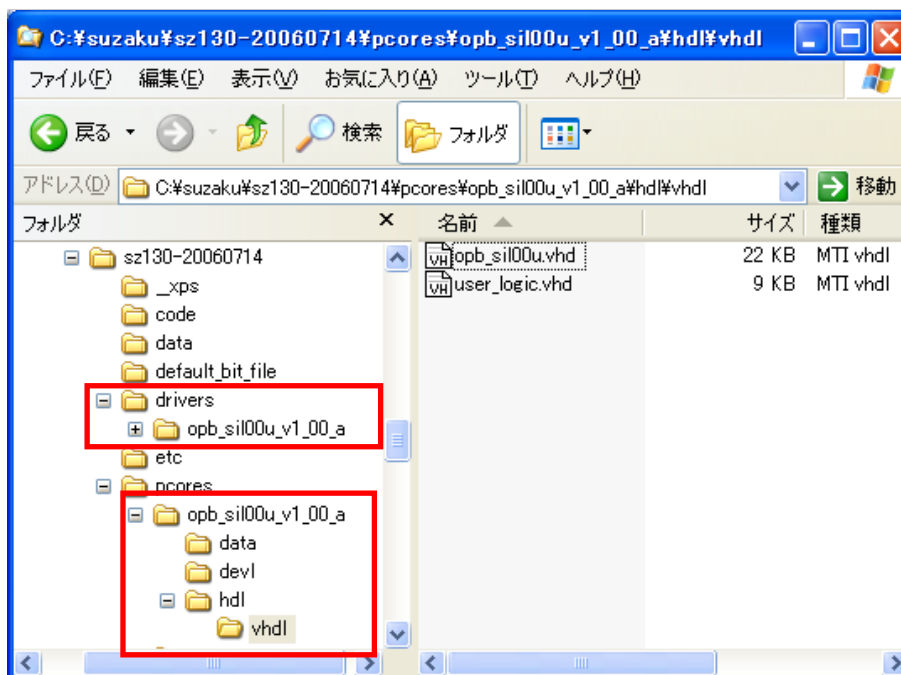 C:¥suzaku¥sz130-20060714¥pcores¥opb_sil00u_v1_00_a¥hdl¥vhdl
ファイル(F) 編集(E) 表示(V) お気に入り(A) ツール(T) ヘルプ(H)
戻る 検索 フォルダ
アドレス(D) C:¥suzaku¥sz130-20060714¥pcores¥opb_sil00u_v1_00_a¥hdl¥vhdl 移動
フォルダ × 名前 サイズ 種類
sz130-20060714
_xps
code
data
default_bit_file
drivers
opb_sil00u_v1_00_a
etc
pcores
opb_sil00u_v1_00_a
data
devl
hdl
vhdl
opb_sil00u.vhd 22 KB MTI vhdl
user_logic.vhd 9 KB MTI vhdl